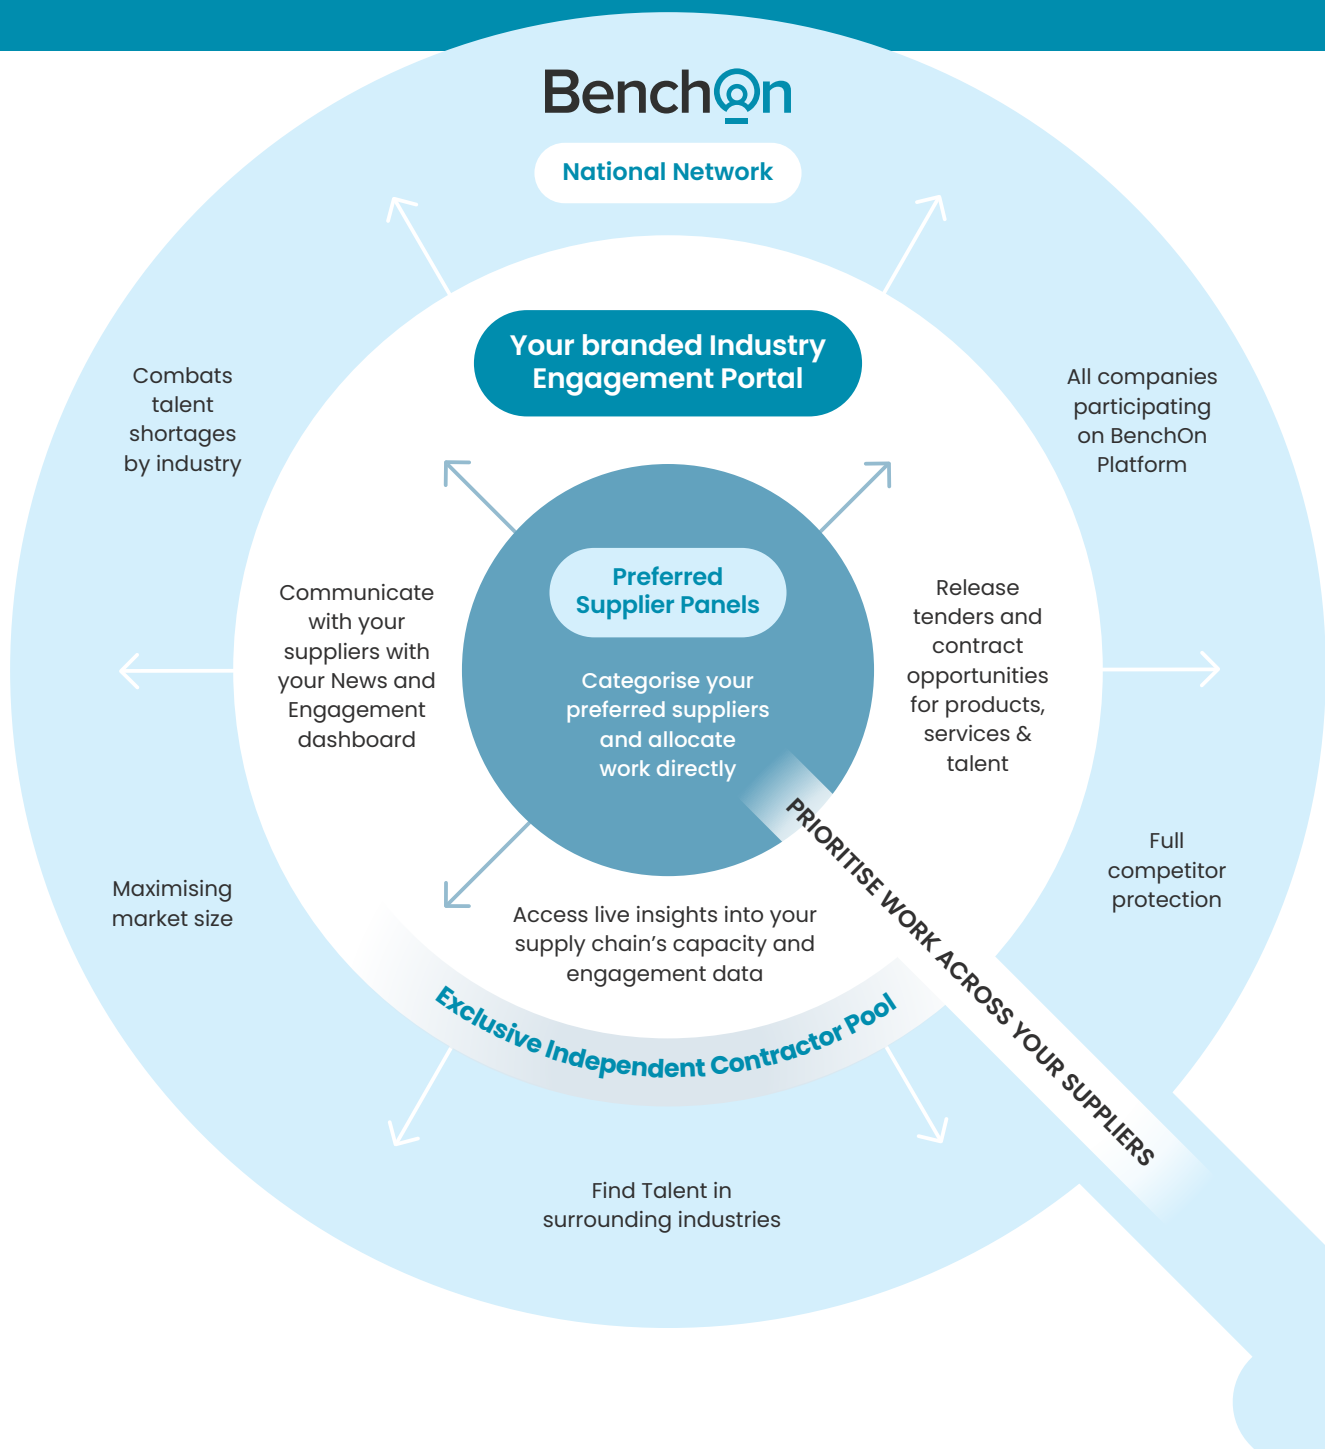 BenchOn
National Network
Your branded Industry
Engagement Portal
Combats
talent
shortages
by industry
All companies
participating
on BenchOn
Platform
Preferred
Supplier Panels
Categorise your
preferred suppliers
and allocate
work directly
Communicate
with your
suppliers with
your News and
Engagement
dashboard
Release
tenders and
contract
opportunities
for products,
services &
talent
PRIORITISE WORK ACROSS YOUR SUPPLIERS
Full
competitor
protection
Maximising
market size
Access live insights into your
supply chain’s capacity and
engagement data
Exclusive Independent Contractor Pool
Find Talent in
surrounding industries